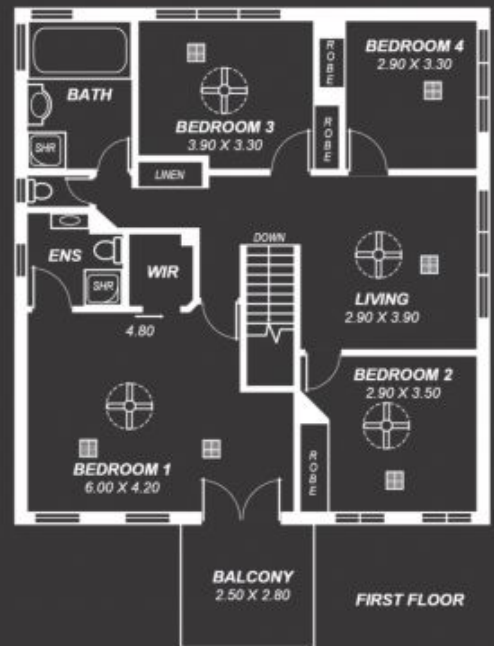 BEDROOM 4
2.90 X 3.30
ROBE
BATH
BEDROOM 3
3.90 X 3.30
ROBE
SHR
LINEN
DOWN
ENS
WIR
SHR
LIVING
2.90 X 3.90
4.80
BEDROOM 2
2.90 X 3.50
BEDROOM 1
6.00 X 4.20
ROBE
BALCONY
2.50 X 2.80
FIRST FLOOR